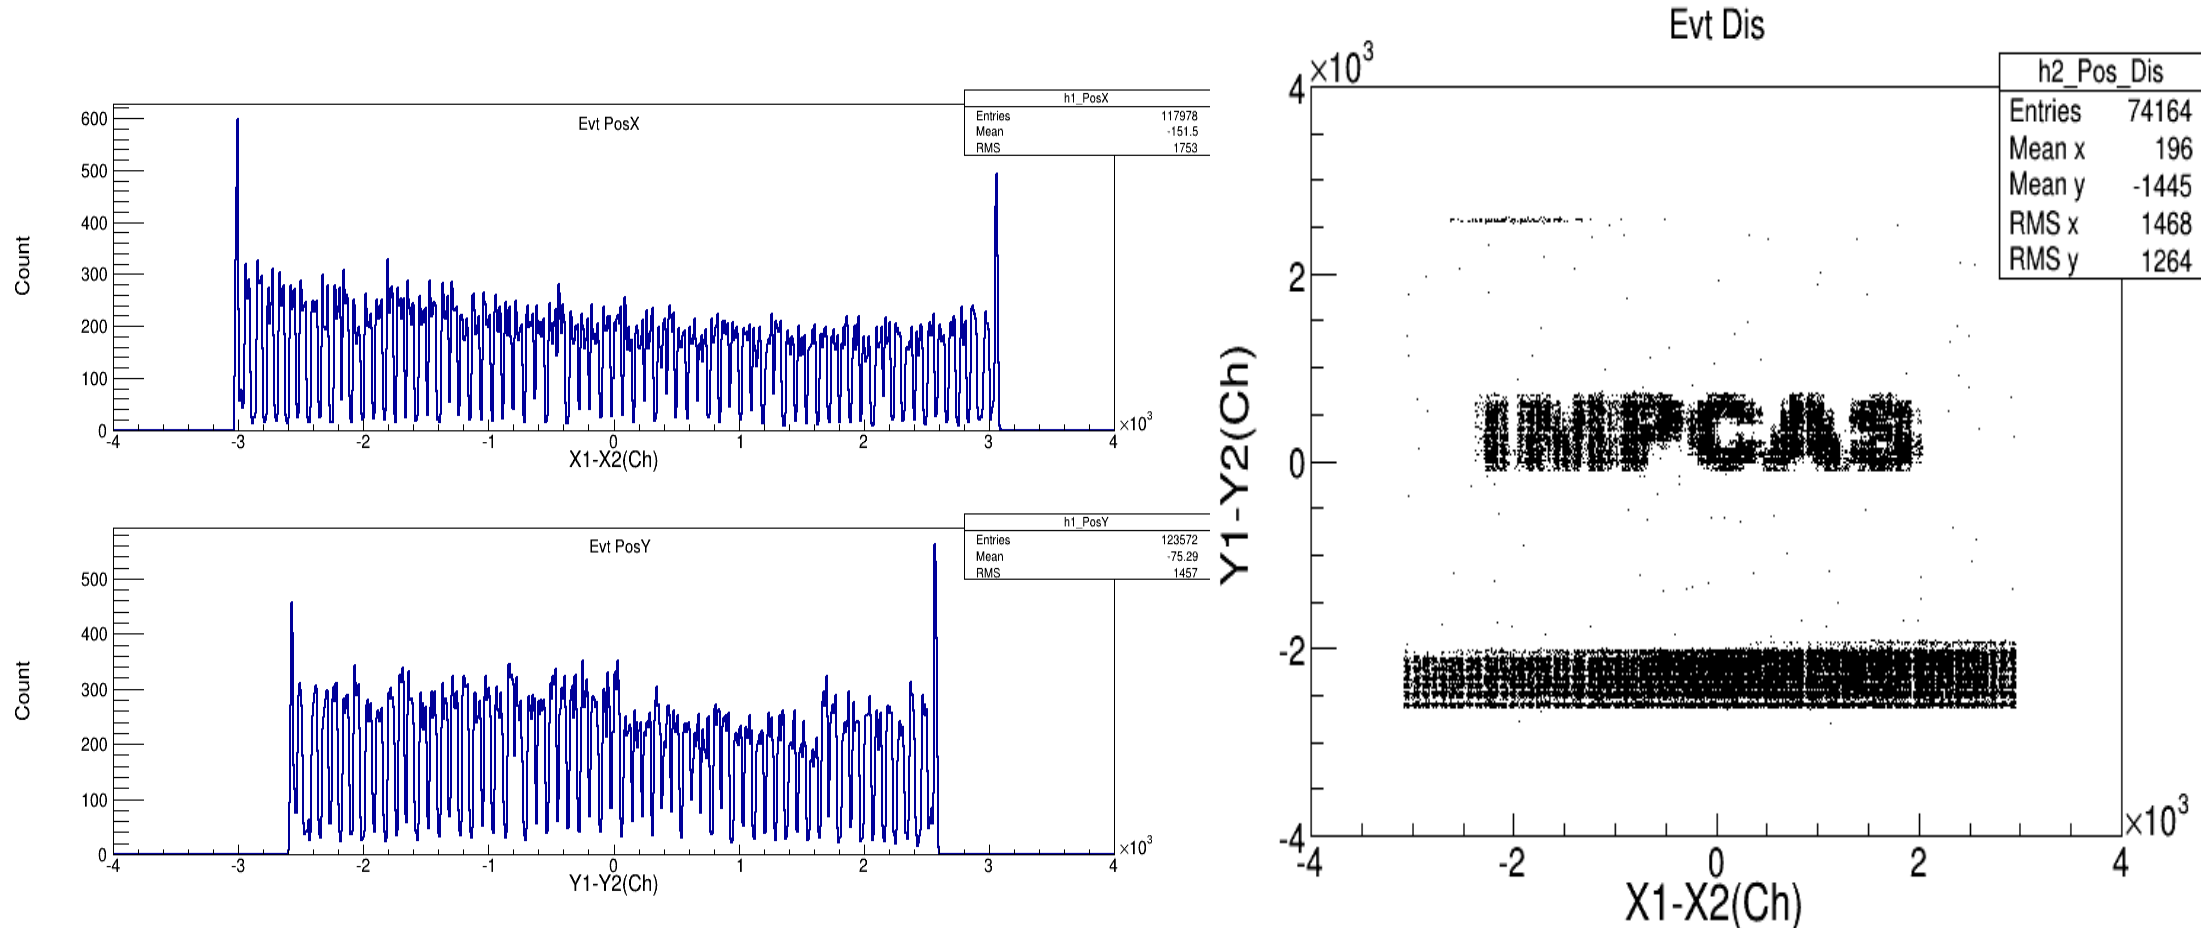 Evt PosX
h1_PosX
Entries 117978
Mean -151.5
RMS 1753
Count
600
500
400
300
200
100
0
-4 -3 -2 -1 0 1 2 3 4
×10³
X1-X2(Ch)
Evt PosY
h1_PosY
Entries 123572
Mean -75.29
RMS 1457
Count
500
400
300
200
100
0
-4 -3 -2 -1 0 1 2 3 4
×10³
Y1-Y2(Ch)
Evt Dis
×10³
h2_Pos_Dis
Entries 74164
Mean x 196
Mean y -1445
RMS x 1468
RMS y 1264
Y1-Y2(Ch)
4
2
0
-2
-4
IMPCAS
-4 -2 0 2 4
×10³
X1-X2(Ch)